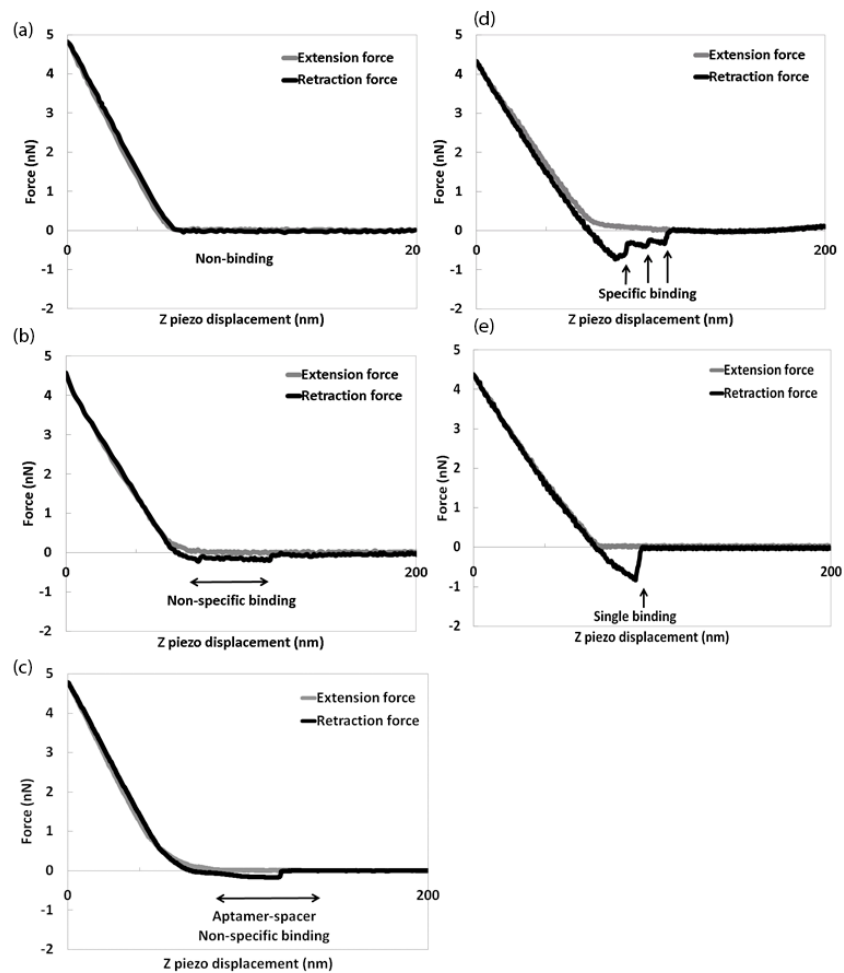 (a)
5
4
3
2
1
0
-1
-2
Force (nN)
Extension force
Retraction force
0
20
Non-binding
Z piezo displacement (nm)
(b)
5
4
3
2
1
0
-1
-2
Force (nN)
Extension force
Retraction force
0
200
Non-specific binding
Z piezo displacement (nm)
(c)
5
4
3
2
1
0
-1
-2
Force (nN)
Extension force
Retraction force
0
200
Aptamer-spacer
Non-specific binding
Z piezo displacement (nm)
(d)
5
4
3
2
1
0
-1
-2
Force (nN)
Extension force
Retraction force
0
200
Specific binding
Z piezo displacement (nm)
(e)
5
4
3
2
1
0
-1
-2
Force (nN)
Extension force
Retraction force
0
200
Single binding
Z piezo displacement (nm)